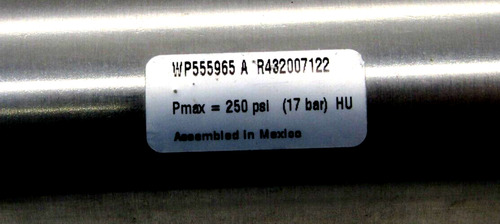 WP555965 A R432007122
Pmax = 250 psi (17 bar) HU
Assembled in Mexico